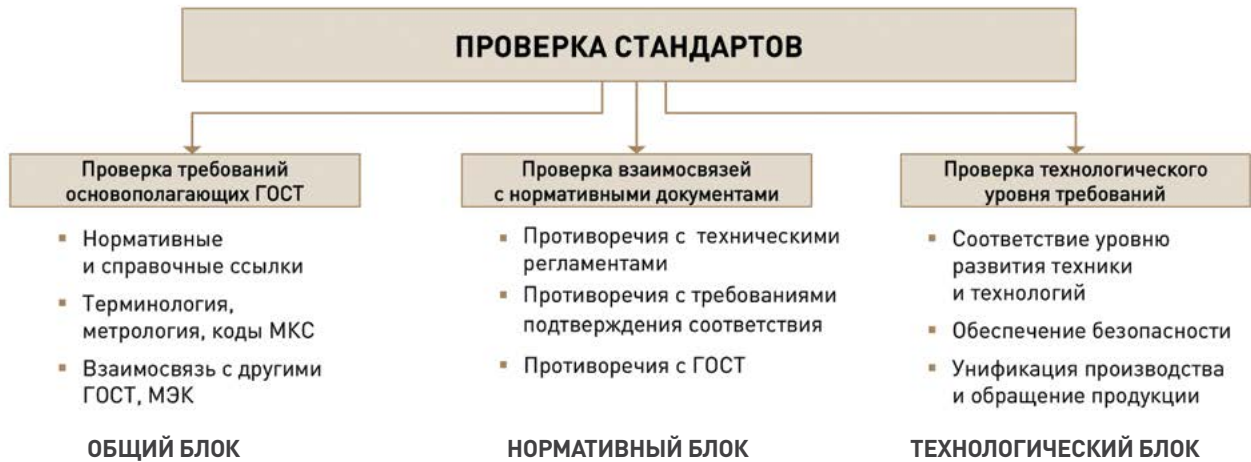 ПРОВЕРКА СТАНДАРТОВ
Проверка требований
основополагающих ГОСТ
▪ Нормативные
и справочные ссылки
▪ Терминология,
метрология, коды МКС
▪ Взаимосвязь с другими
ГОСТ, МЭК
ОБЩИЙ БЛОК
Проверка взаимосвязей
с нормативными документами
▪ Противоречия с техническими
регламентами
▪ Противоречия с требованиями
подтверждения соответствия
▪ Противоречия с ГОСТ
НОРМАТИВНЫЙ БЛОК
Проверка технологического
уровня требований
▪ Соответствие уровню
развития техники
и технологий
▪ Обеспечение безопасности
▪ Унификация производства
и обращение продукции
ТЕХНОЛОГИЧЕСКИЙ БЛОК